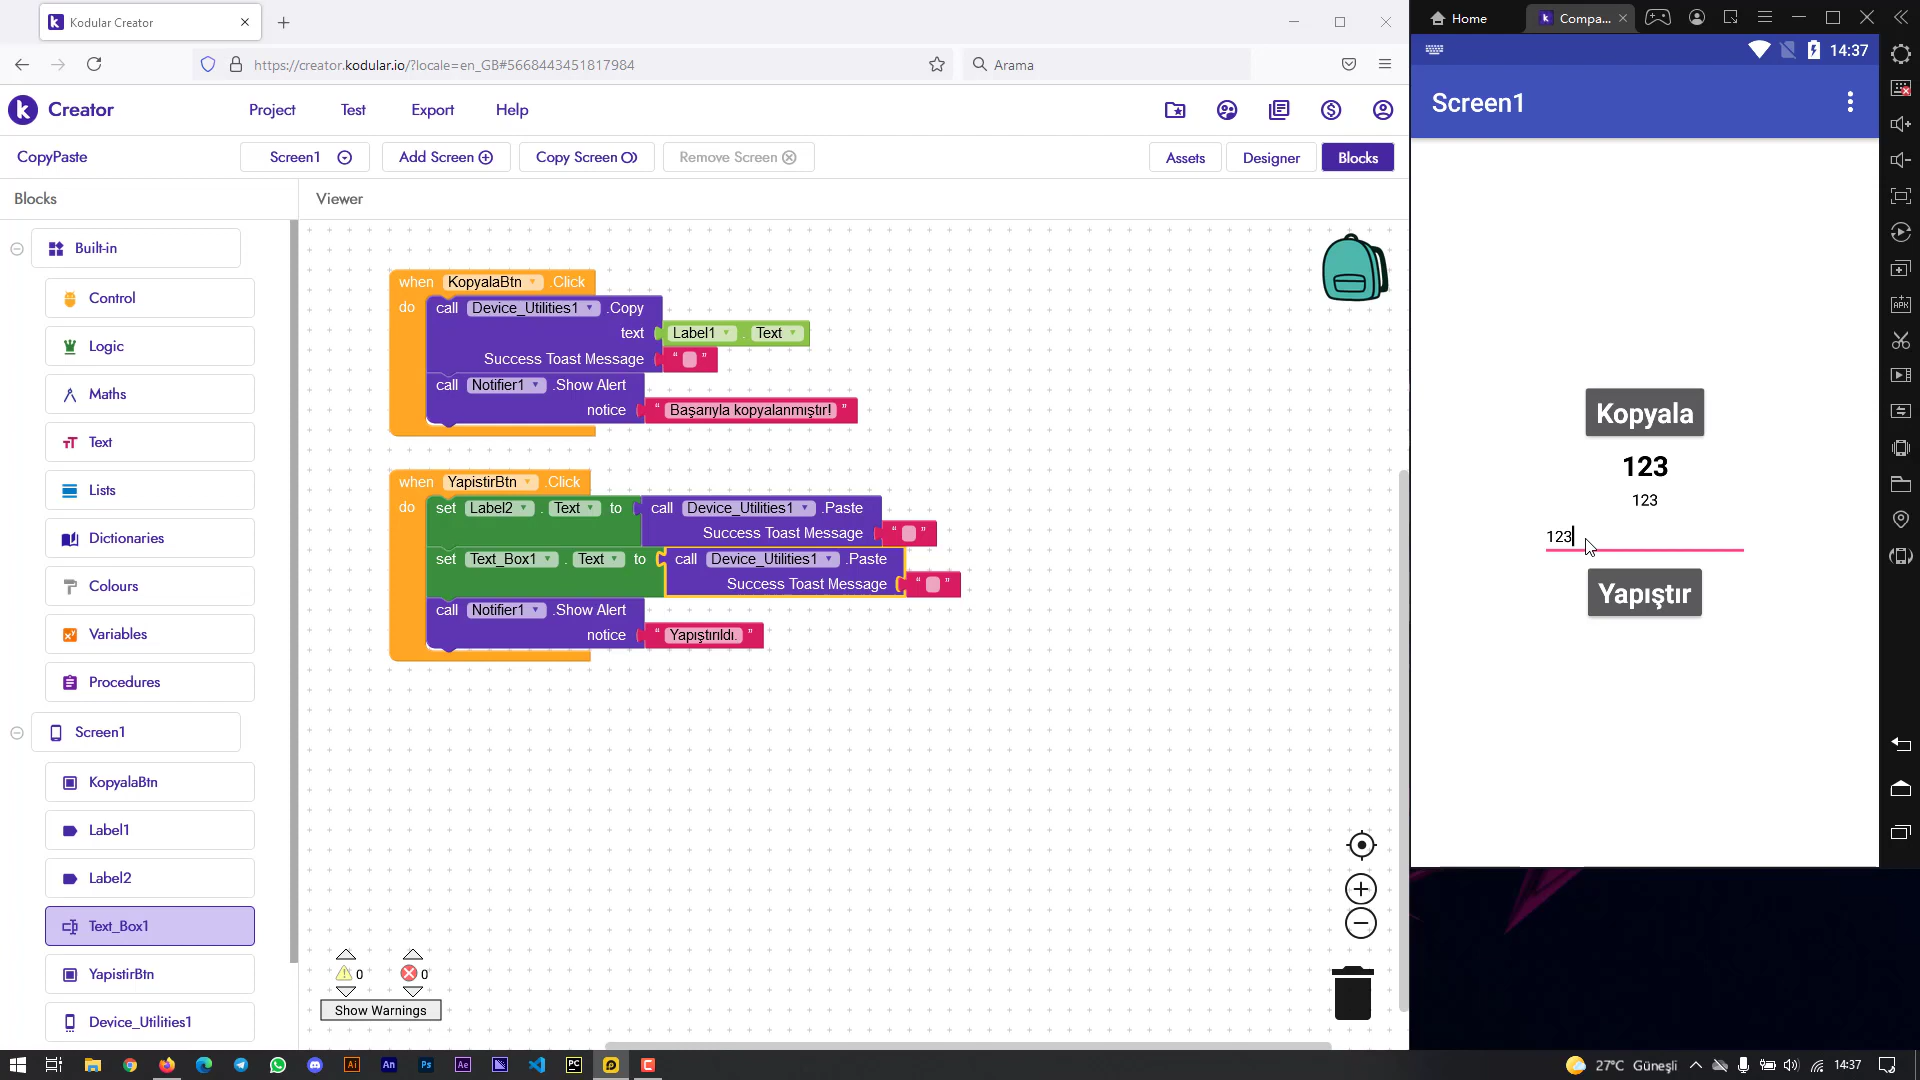 Kodular Creator
https://creator.kodular.io/?locale=en_GB#5668443451817984
Arama
Creator
Project
Test
Export
Help
CopyPaste
Screen1
Add Screen
Copy Screen
Remove Screen
Assets
Designer
Blocks
Blocks
Viewer
Built-in
Control
Logic
Maths
Text
Lists
Dictionaries
Colours
Variables
Procedures
Screen1
KopyalaBtn
Label1
Label2
Text_Box1
YapistirBtn
Device_Utilities1
when KopyalaBtn .Click
do call Device_Utilities1 .Copy
text Label1 . Text
Success Toast Message “ ”
call Notifier1 .Show Alert
notice “ Başarıyla kopyalanmıştır! ”
when YapistirBtn .Click
do set Label2 . Text to call Device_Utilities1 .Paste
Success Toast Message “ ”
set Text_Box1 . Text to call Device_Utilities1 .Paste
Success Toast Message “ ”
call Notifier1 .Show Alert
notice “ Yapıştırıldı. ”
0
0
Show Warnings
Home
Compa...
14:37
Screen1
Kopyala
123
123
123
Yapıştır
APK
Ai
An
Ps
Ae
PC
27°C Güneşli
14:37